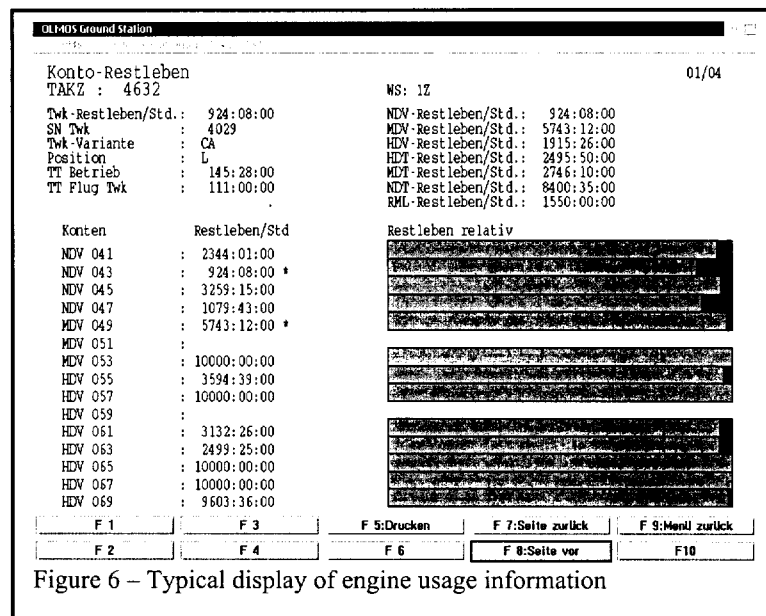 OLMOS Ground Station
Konto-Restleben 01/04
TAKZ : 4632 WS: 1Z
Twk-Restleben/Std.: 924:08:00 NDV-Restleben/Std.: 924:08:00
SN Twk : 4029 MDV-Restleben/Std.: 5743:12:00
Twk-Variante : CA HDV-Restleben/Std.: 1915:26:00
Position : L HDT-Restleben/Std.: 2495:50:00
TT Betrieb : 145:28:00 MDT-Restleben/Std.: 2746:10:00
TT Flug Twk : 111:00:00 NDT-Restleben/Std.: 8400:35:00
RML-Restleben/Std.: 1550:00:00
Konten Restleben/Std Restleben relativ
NDV 041 : 2344:01:00
NDV 043 : 924:08:00 *
NDV 045 : 3259:15:00
NDV 047 : 1079:43:00
MDV 049 : 5743:12:00 *
MDV 051 :
MDV 053 : 10000:00:00
HDV 055 : 3594:39:00
HDV 057 : 10000:00:00
HDV 059 :
HDV 061 : 3132:26:00
HDV 063 : 2499:25:00
HDV 065 : 10000:00:00
HDV 067 : 10000:00:00
HDV 069 : 9603:36:00
F 1 F 3 F 5:Drucken F 7:Seite zurück F 9:Menü zurück
F 2 F 4 F 6 F 8:Seite vor F10
Figure 6 – Typical display of engine usage information